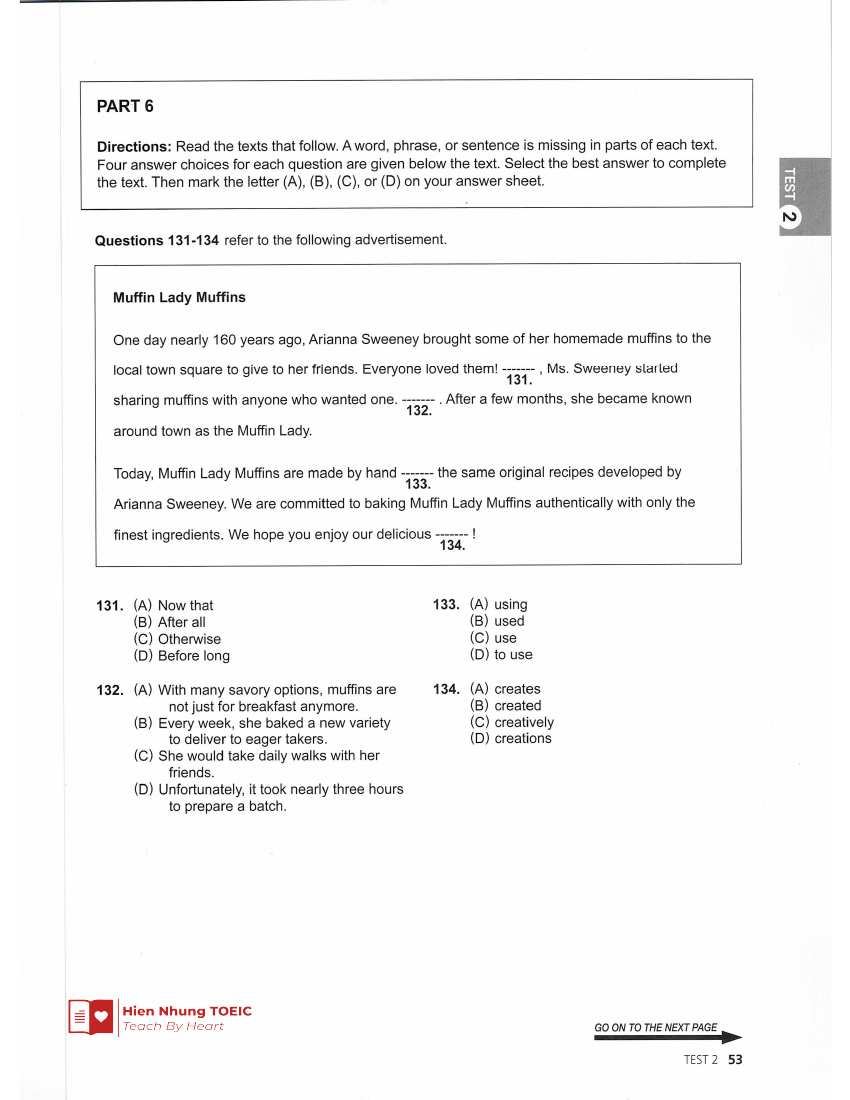 PART 6
Directions: Read the texts that follow. A word, phrase, or sentence is missing in parts of each text.
Four answer choices for each question are given below the text. Select the best answer to complete
the text. Then mark the letter (A), (B), (C), or (D) on your answer sheet.
TEST 2
Questions 131-134 refer to the following advertisement.
Muffin Lady Muffins
One day nearly 160 years ago, Arianna Sweeney brought some of her homemade muffins to the
local town square to give to her friends. Everyone loved them! ------- , Ms. Sweeney started
131.
sharing muffins with anyone who wanted one. ------- . After a few months, she became known
132.
around town as the Muffin Lady.
Today, Muffin Lady Muffins are made by hand ------- the same original recipes developed by
133.
Arianna Sweeney. We are committed to baking Muffin Lady Muffins authentically with only the
finest ingredients. We hope you enjoy our delicious ------- !
134.
131. (A) Now that
(B) After all
(C) Otherwise
(D) Before long
132. (A) With many savory options, muffins are
not just for breakfast anymore.
(B) Every week, she baked a new variety
to deliver to eager takers.
(C) She would take daily walks with her
friends.
(D) Unfortunately, it took nearly three hours
to prepare a batch.
133. (A) using
(B) used
(C) use
(D) to use
134. (A) creates
(B) created
(C) creatively
(D) creations
Hien Nhung TOEIC
Teach By Heart
GO ON TO THE NEXT PAGE
TEST 2 53